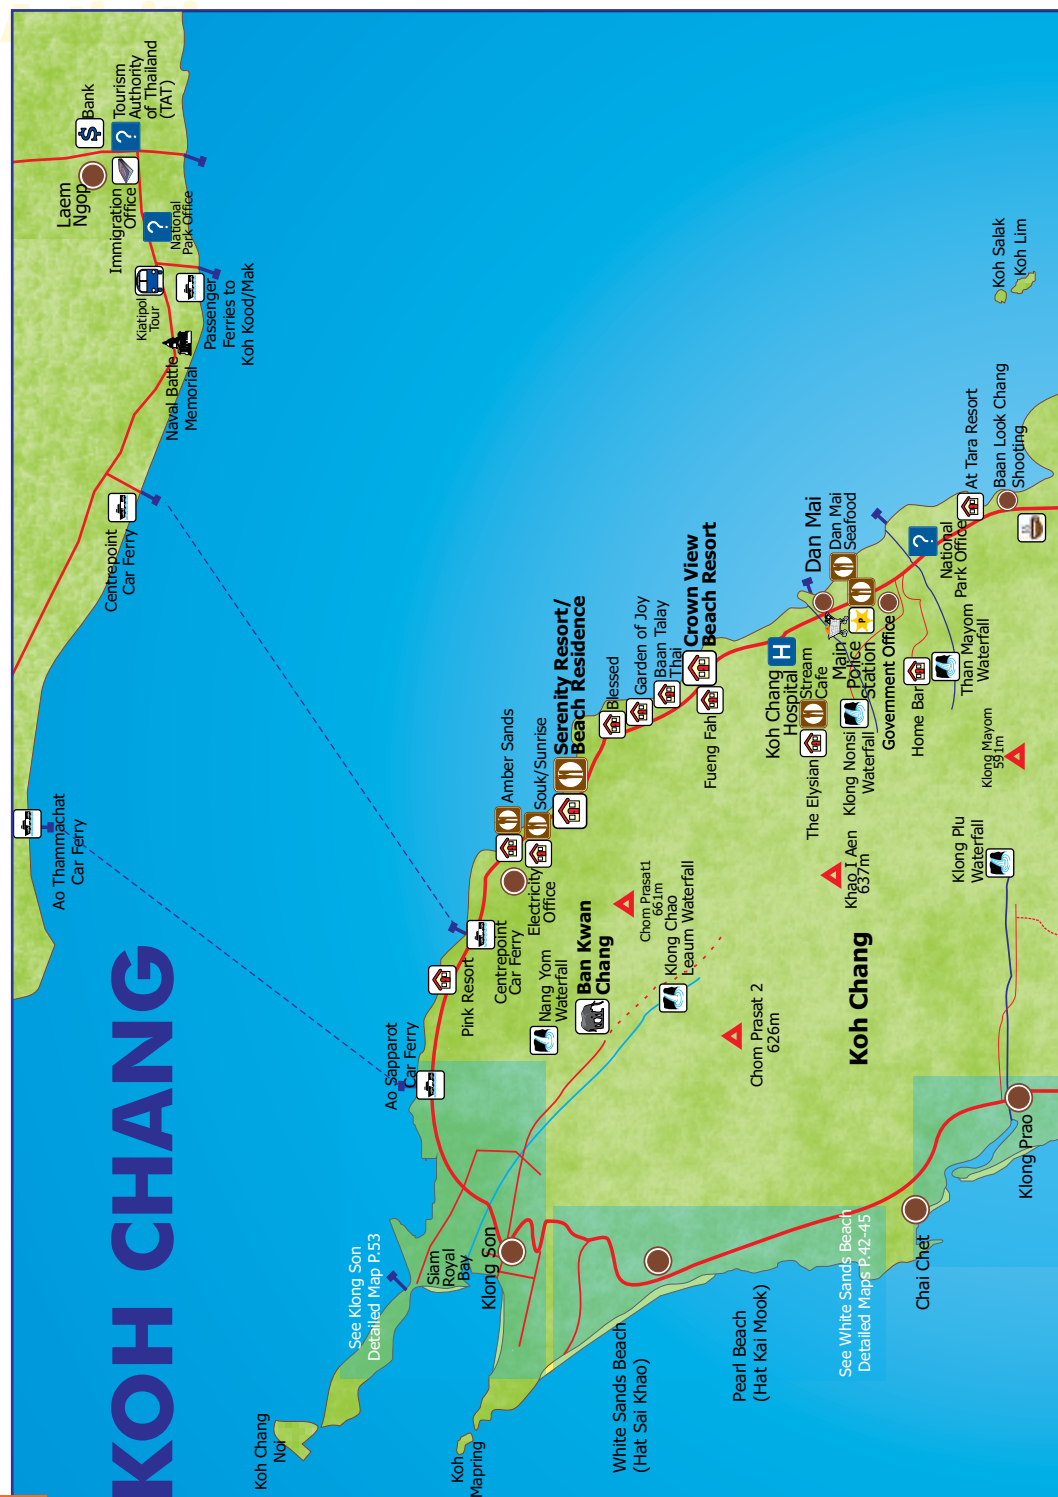 KOH CHANG
Bank
Tourism
Authority
of Thailand
(TAT)
Laem
Ngop
Immigration
Office
National
Park Office
Kiatipol
Tour
Passenger
Ferries to
Koh Kood/Mak
Naval Battle
Memorial
Centrepoint
Car Ferry
Ao Thammachat
Car Ferry
Koh Salak
Koh Lim
At Tara Resort
Baan Look Chang
Shooting
National
Park Office
Dan Mai
Dan Mai
Seafood
Main
Police
Station
P
Government Office
Than Mayom
Waterfall
Home Bar
H
Koh Chang
Hospital
Stream
Cafe
The Elysian
Klong Nonsi
Waterfall
Klong Mayom
591m
Crown View
Beach Resort
Fueng Fah
Baan Talay
Thai
Garden of Joy
Blessed
Serenity Resort/
Beach Residence
Souk/Sunrise
Amber Sands
Electricity
Office
Centrepoint
Car Ferry
Pink Resort
Nang Yom
Waterfall
Ban Kwan
Chang
Chom Prasat1
661m
Klong Chao
Leaum Waterfall
Chom Prasat 2
626m
Khao I Aen
637m
Klong Plu
Waterfall
Koh Chang
Ao Sapparot
Car Ferry
See Klong Son
Detailed Map P.53
Siam
Royal
Bay
Klong Son
Koh Chang
Noi
Koh
Mapring
White Sands Beach
(Hat Sai Khao)
Pearl Beach
(Hat Kai Mook)
See White Sands Beach
Detailed Maps P.42-45
Chai Chet
Klong Prao